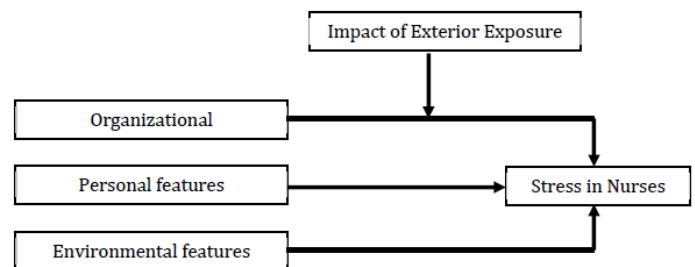 Impact of Exterior Exposure
Organizational
Personal features
Stress in Nurses
Environmental features